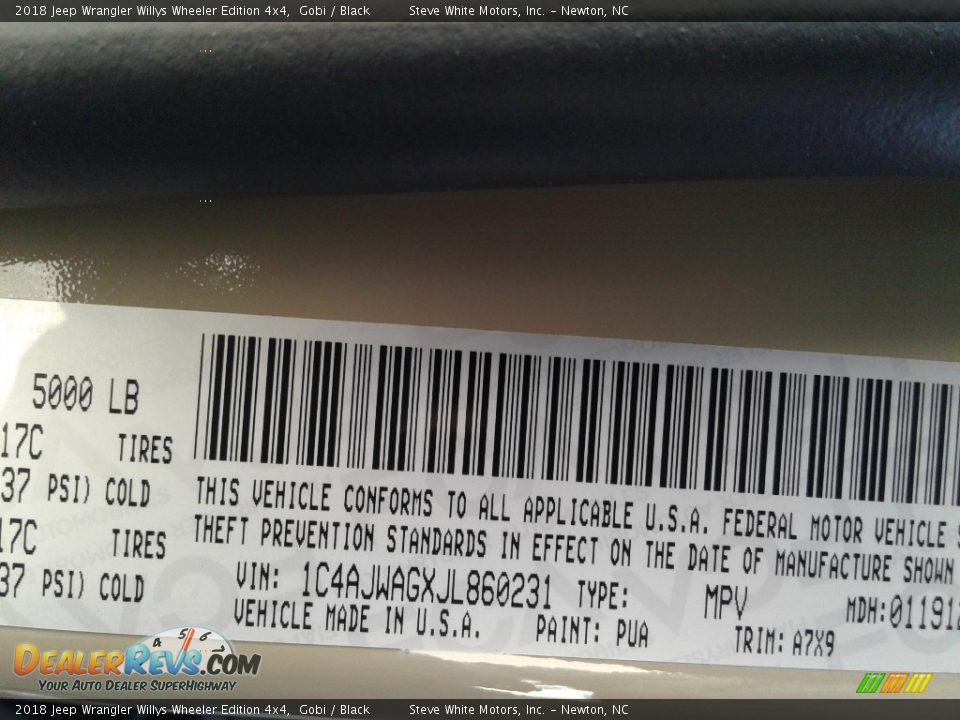 2018 Jeep Wrangler Willys Wheeler Edition 4x4, Gobi / Black Steve White Motors, Inc. - Newton, NC
5000 LB
17C TIRES
37 PSI) COLD
17C TIRES
37 PSI) COLD
THIS VEHICLE CONFORMS TO ALL APPLICABLE U.S.A. FEDERAL MOTOR VEHICLE
THEFT PREVENTION STANDARDS IN EFFECT ON THE DATE OF MANUFACTURE SHOWN
VIN: 1C4AJWAGXJL860231 TYPE: MPV MDH:01191
VEHICLE MADE IN U.S.A. PAINT: PUA TRIM: A7X9
4 5 6
DEALERREVS.COM
YOUR AUTO DEALER SUPERHIGHWAY
2018 Jeep Wrangler Willys Wheeler Edition 4x4, Gobi / Black Steve White Motors, Inc. - Newton, NC